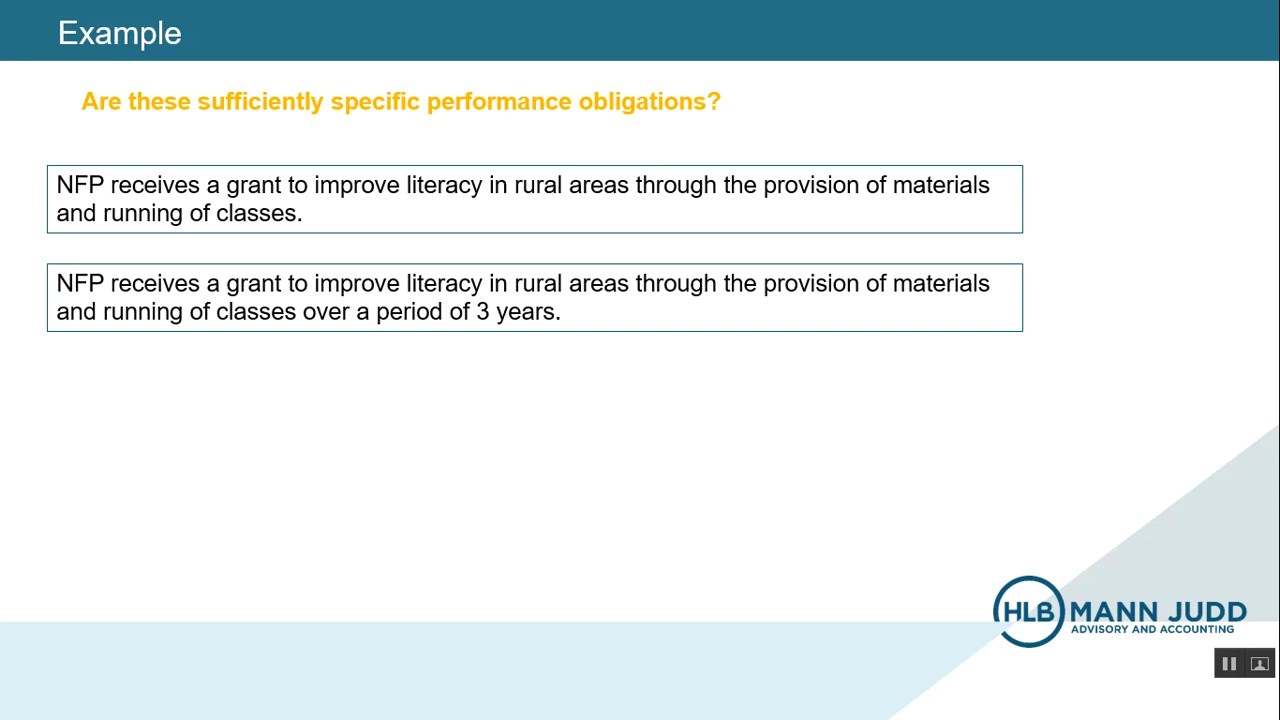 Example
Are these sufficiently specific performance obligations?
NFP receives a grant to improve literacy in rural areas through the provision of materials
and running of classes.
NFP receives a grant to improve literacy in rural areas through the provision of materials
and running of classes over a period of 3 years.
HLB MANN JUDD
ADVISORY AND ACCOUNTING